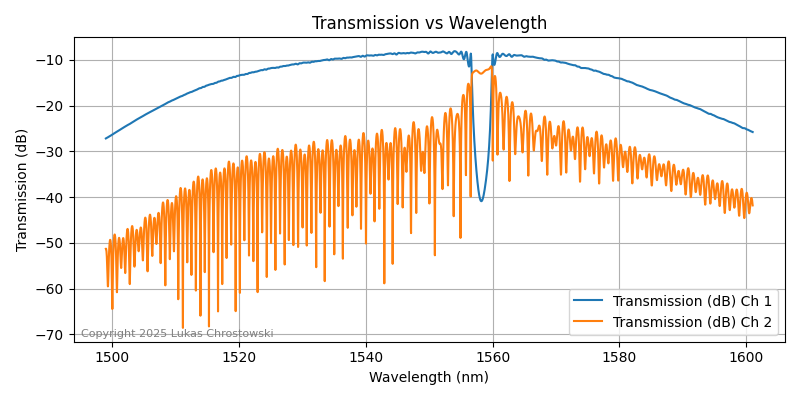 Transmission vs Wavelength
Transmission (dB)
−10
−20
−30
−40
−50
−60
−70
1500
1520
1540
1560
1580
1600
Wavelength (nm)
Transmission (dB) Ch 1
Transmission (dB) Ch 2
Copyright 2025 Lukas Chrostowski